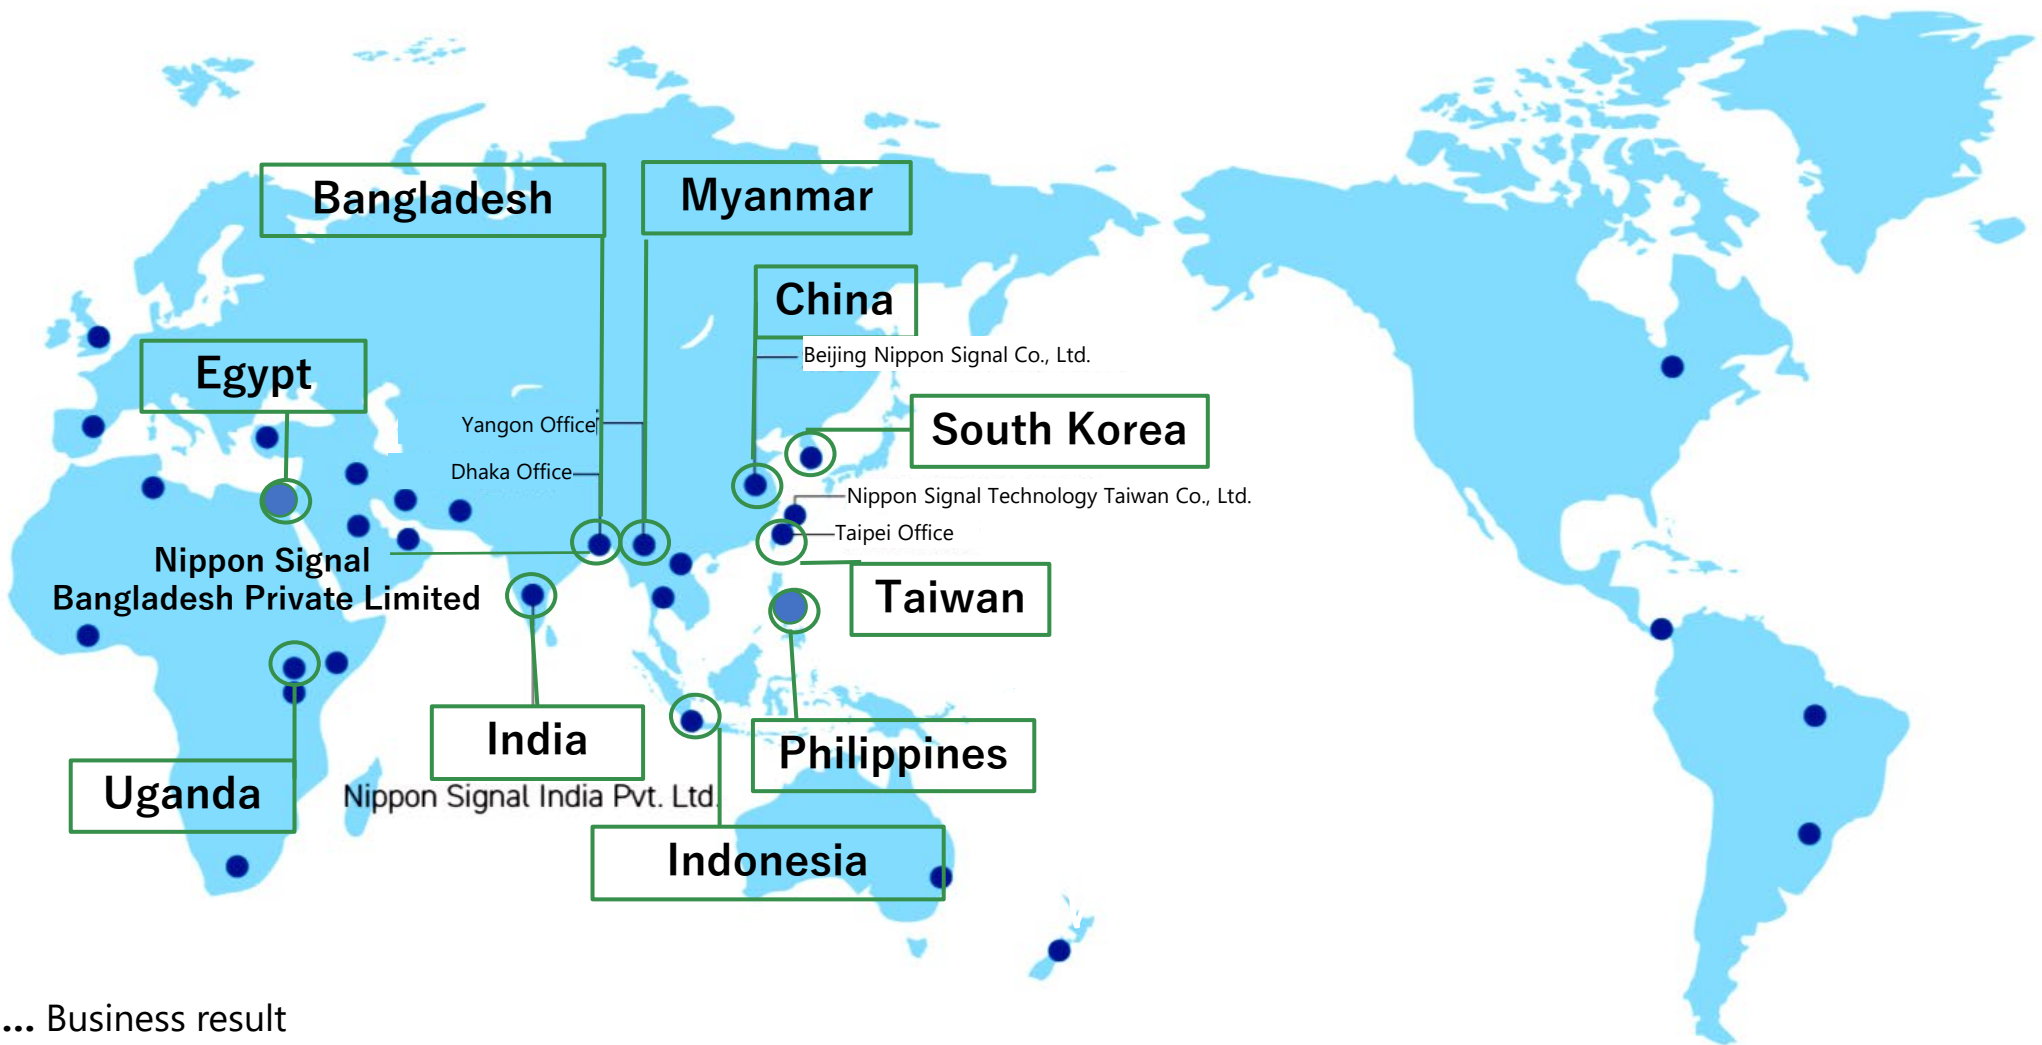 Bangladesh
Myanmar
China
Beijing Nippon Signal Co., Ltd.
Egypt
Yangon Office
South Korea
Dhaka Office
Nippon Signal Technology Taiwan Co., Ltd.
Taipei Office
Nippon Signal
Bangladesh Private Limited
Taiwan
India
Nippon Signal India Pvt. Ltd.
Philippines
Uganda
Indonesia
... Business result